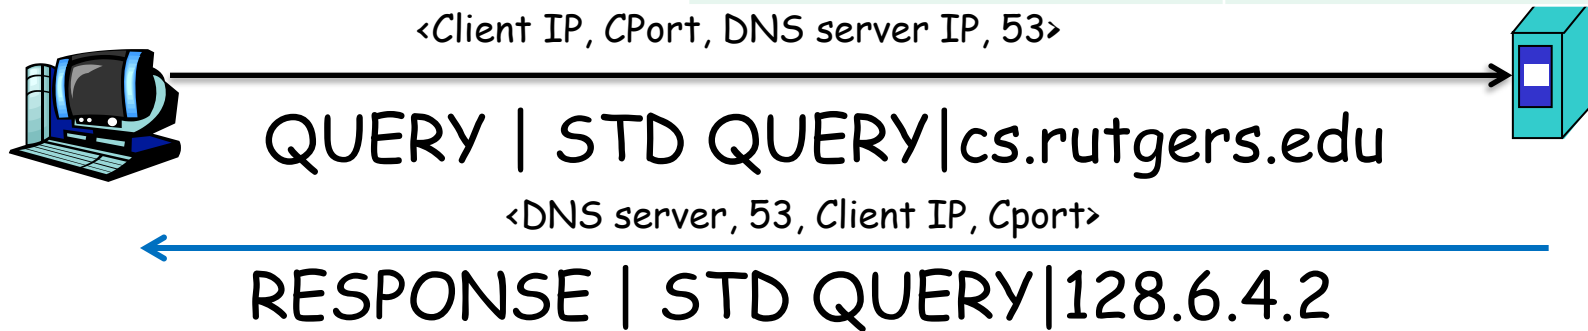 <Client IP, CPort, DNS server IP, 53>
QUERY | STD QUERY|cs.rutgers.edu
<DNS server, 53, Client IP, Cport>
RESPONSE | STD QUERY|128.6.4.2